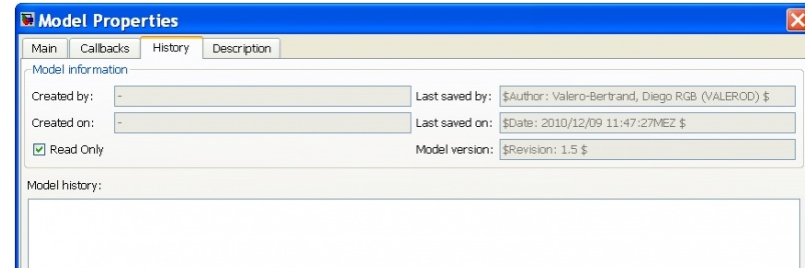 Model Properties
Main Callbacks History Description
Model information
Created by: - Last saved by: $Author: Valero-Bertrand, Diego RGB (VALEROD) $
Created on: - Last saved on: $Date: 2010/12/09 11:47:27MEZ $
Read Only Model version: $Revision: 1.5 $
Model history: